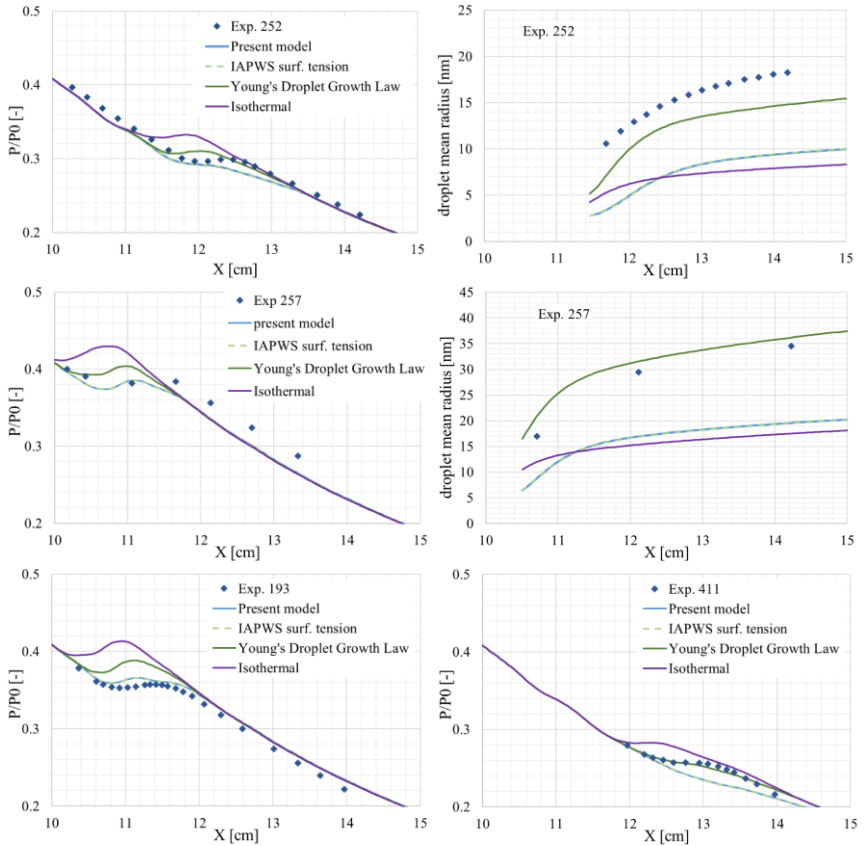 0.5
0.4
0.3
0.2
P/P0 [-]
Exp. 252
Present model
IAPWS surf. tension
Young's Droplet Growth Law
Isothermal
10 11 12 13 14 15
X [cm]
25
20
15
10
5
0
droplet mean radius [nm]
Exp. 252
10 11 12 13 14 15
X [cm]
0.5
0.4
0.3
0.2
P/P0 [-]
Exp 257
present model
IAPWS surf. tension
Young's Droplet Growth Law
Isothermal
10 11 12 13 14 15
X [cm]
45
40
35
30
25
20
15
10
5
0
droplet mean radius [nm]
Exp. 257
10 11 12 13 14 15
X [cm]
0.5
0.4
0.3
0.2
P/P0 [-]
Exp. 193
Present model
IAPWS surf. tension
Young's Droplet Growth Law
Isothermal
10 11 12 13 14 15
X [cm]
0.5
0.4
0.3
0.2
P/P0 [-]
Exp. 411
Present model
IAPWS surf. tension
Young's Droplet Growth Law
Isothermal
10 11 12 13 14 15
X [cm]